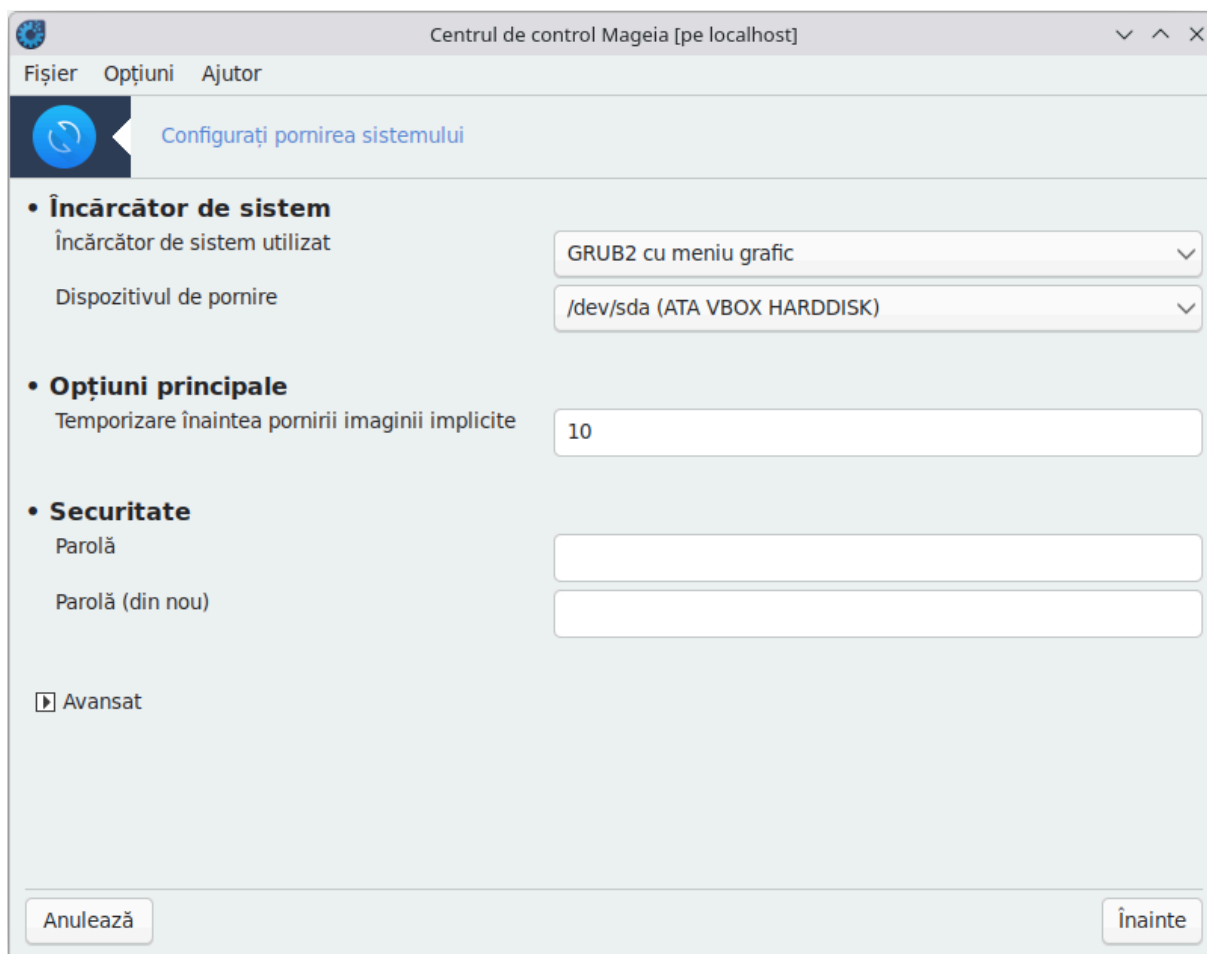 Centrul de control Mageia [pe localhost]
Fișier Opțiuni Ajutor
Configurați pornirea sistemului
• Încărcător de sistem
Încărcător de sistem utilizat
GRUB2 cu meniu grafic
Dispozitivul de pornire
/dev/sda (ATA VBOX HARDDISK)
• Opțiuni principale
Temporizare înaintea pornirii imaginii implicite
10
• Securitate
Parolă
Parolă (din nou)
Avansat
Anulează
Înainte